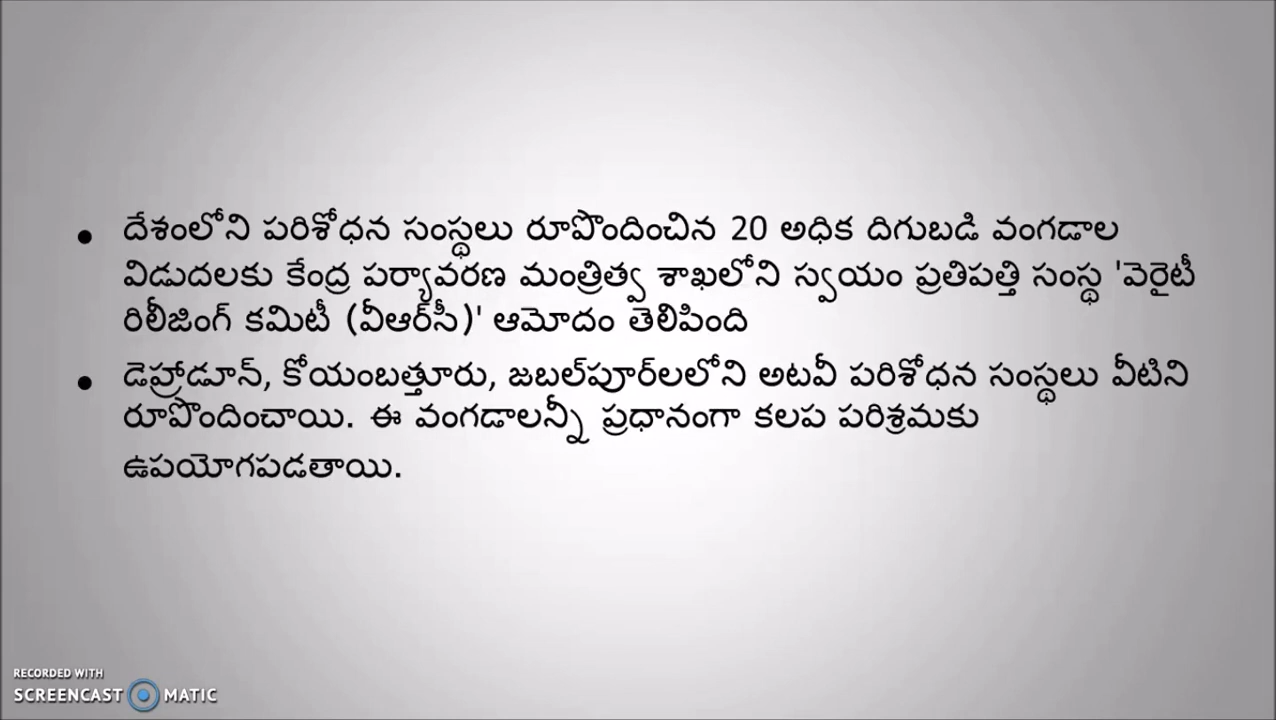 • దేశంలోని పరిశోధన సంస్థలు రూపొందించిన 20 అధిక దిగుబడి వంగడాల
విడుదలకు కేంద్ర పర్యావరణ మంత్రిత్వ శాఖలోని స్వయం ప్రతిపత్తి సంస్థ 'వెరైటీ
రిలీజింగ్ కమిటీ (వీఆర్‌సీ)' ఆమోదం తెలిపింది
• డెహ్రాడూన్, కోయంబత్తూరు, జబల్‌పూర్‌లలోని అటవీ పరిశోధన సంస్థలు వీటిని
రూపొందించాయి. ఈ వంగడాలన్నీ ప్రధానంగా కలప పరిశ్రమకు
ఉపయోగపడతాయి.
RECORDED WITH
SCREENCAST MATIC